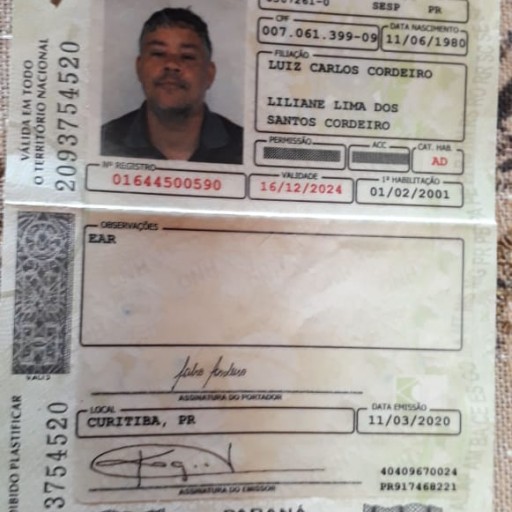 SESP PR
CPF
DATA NASCIMENTO
007.061.399-09 11/06/1980
FILIAÇÃO
LUIZ CARLOS CORDEIRO
LILIANE LIMA DOS
SANTOS CORDEIRO
PERMISSÃO
ACC
CAT. HAB.
AD
Nº REGISTRO
VALIDADE
1ª HABILITAÇÃO
01644500590
16/12/2024
01/02/2001
VÁLIDA EM TODO
O TERRITÓRIO NACIONAL
2093754520
OBSERVAÇÕES
EAR
ASSINATURA DO PORTADOR
LOCAL
DATA EMISSÃO
CURITIBA, PR
11/03/2020
40409670024
PR917468221
ASSINATURA DO EMISSOR
OIBIDO PLASTIFICAR
3754520
PARANÁ